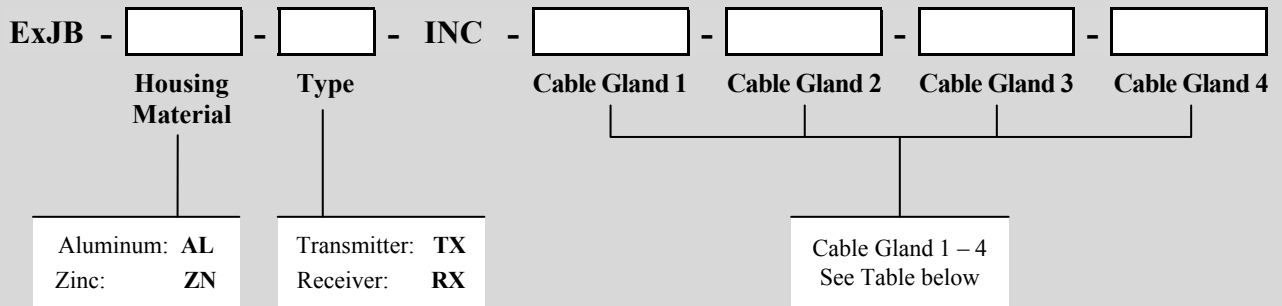 ExJB - - - INC - - - -
Housing Material
Type
Cable Gland 1
Cable Gland 2
Cable Gland 3
Cable Gland 4
Aluminum: AL
Zinc: ZN
Transmitter: TX
Receiver: RX
Cable Gland 1 – 4
See Table below